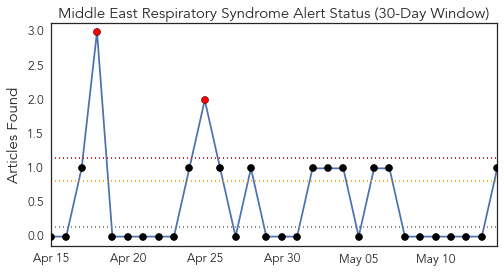 Middle East Respiratory Syndrome Alert Status (30-Day Window)
Articles Found
3.0
2.5
2.0
1.5
1.0
0.5
0.0
Apr 15 Apr 20 Apr 25 Apr 30 May 05 May 10